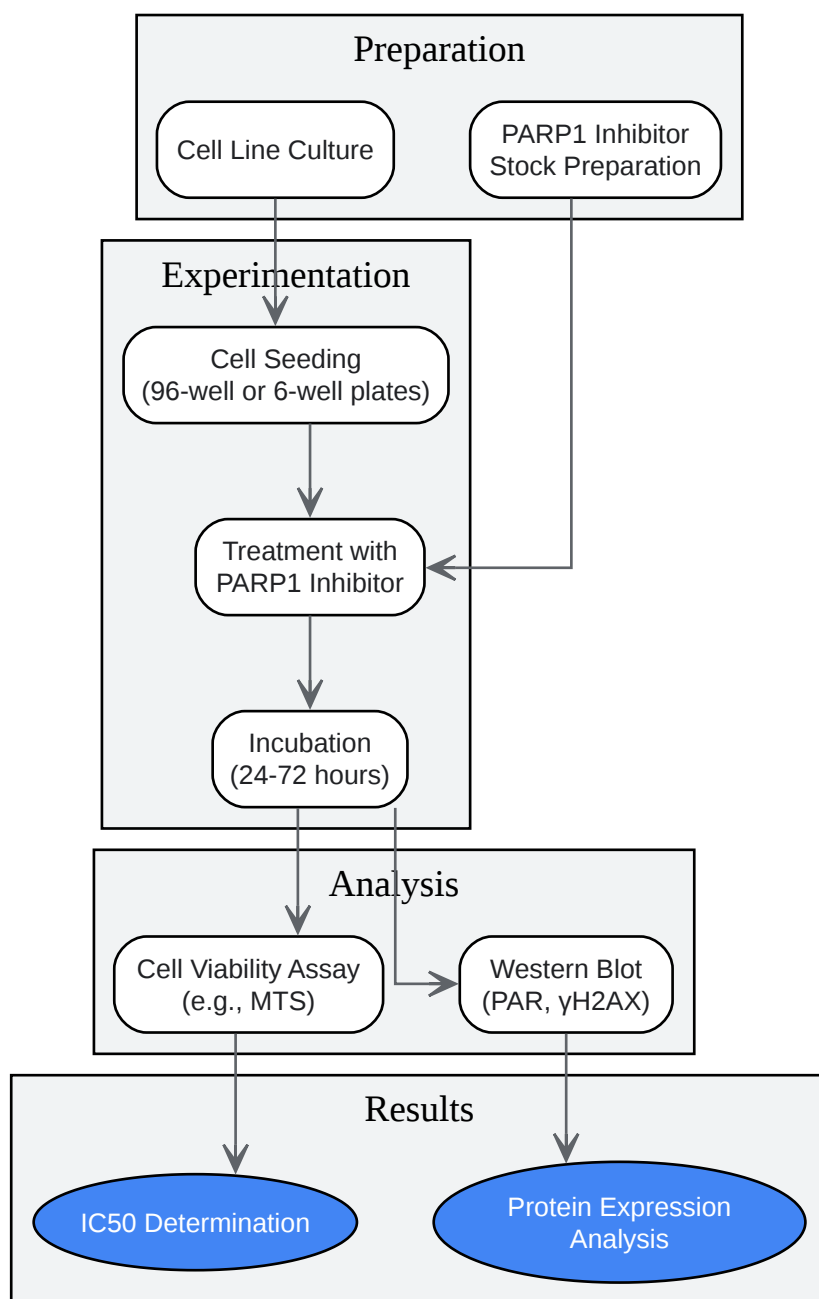 Preparation
Cell Line Culture
PARP1 Inhibitor
Stock Preparation
Experimentation
Cell Seeding
(96-well or 6-well plates)
Treatment with
PARP1 Inhibitor
Incubation
(24-72 hours)
Analysis
Cell Viability Assay
(e.g., MTS)
Western Blot
(PAR, γH2AX)
Results
IC50 Determination
Protein Expression
Analysis